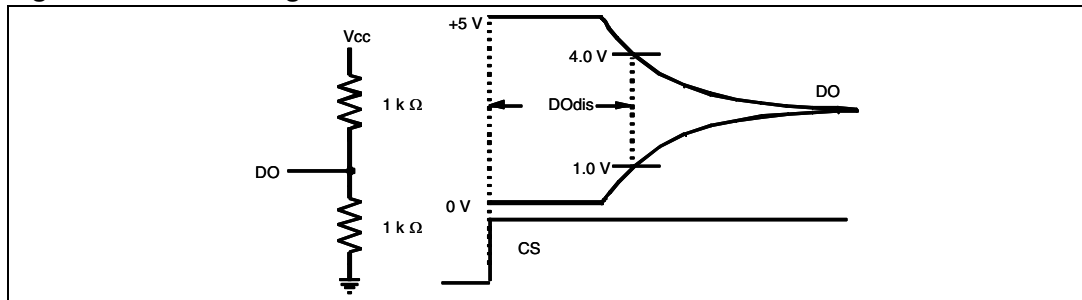 Vcc
1 k Ω
DO
1 k Ω
+5 V
4.0 V
DOdis
DO
1.0 V
0 V
CS